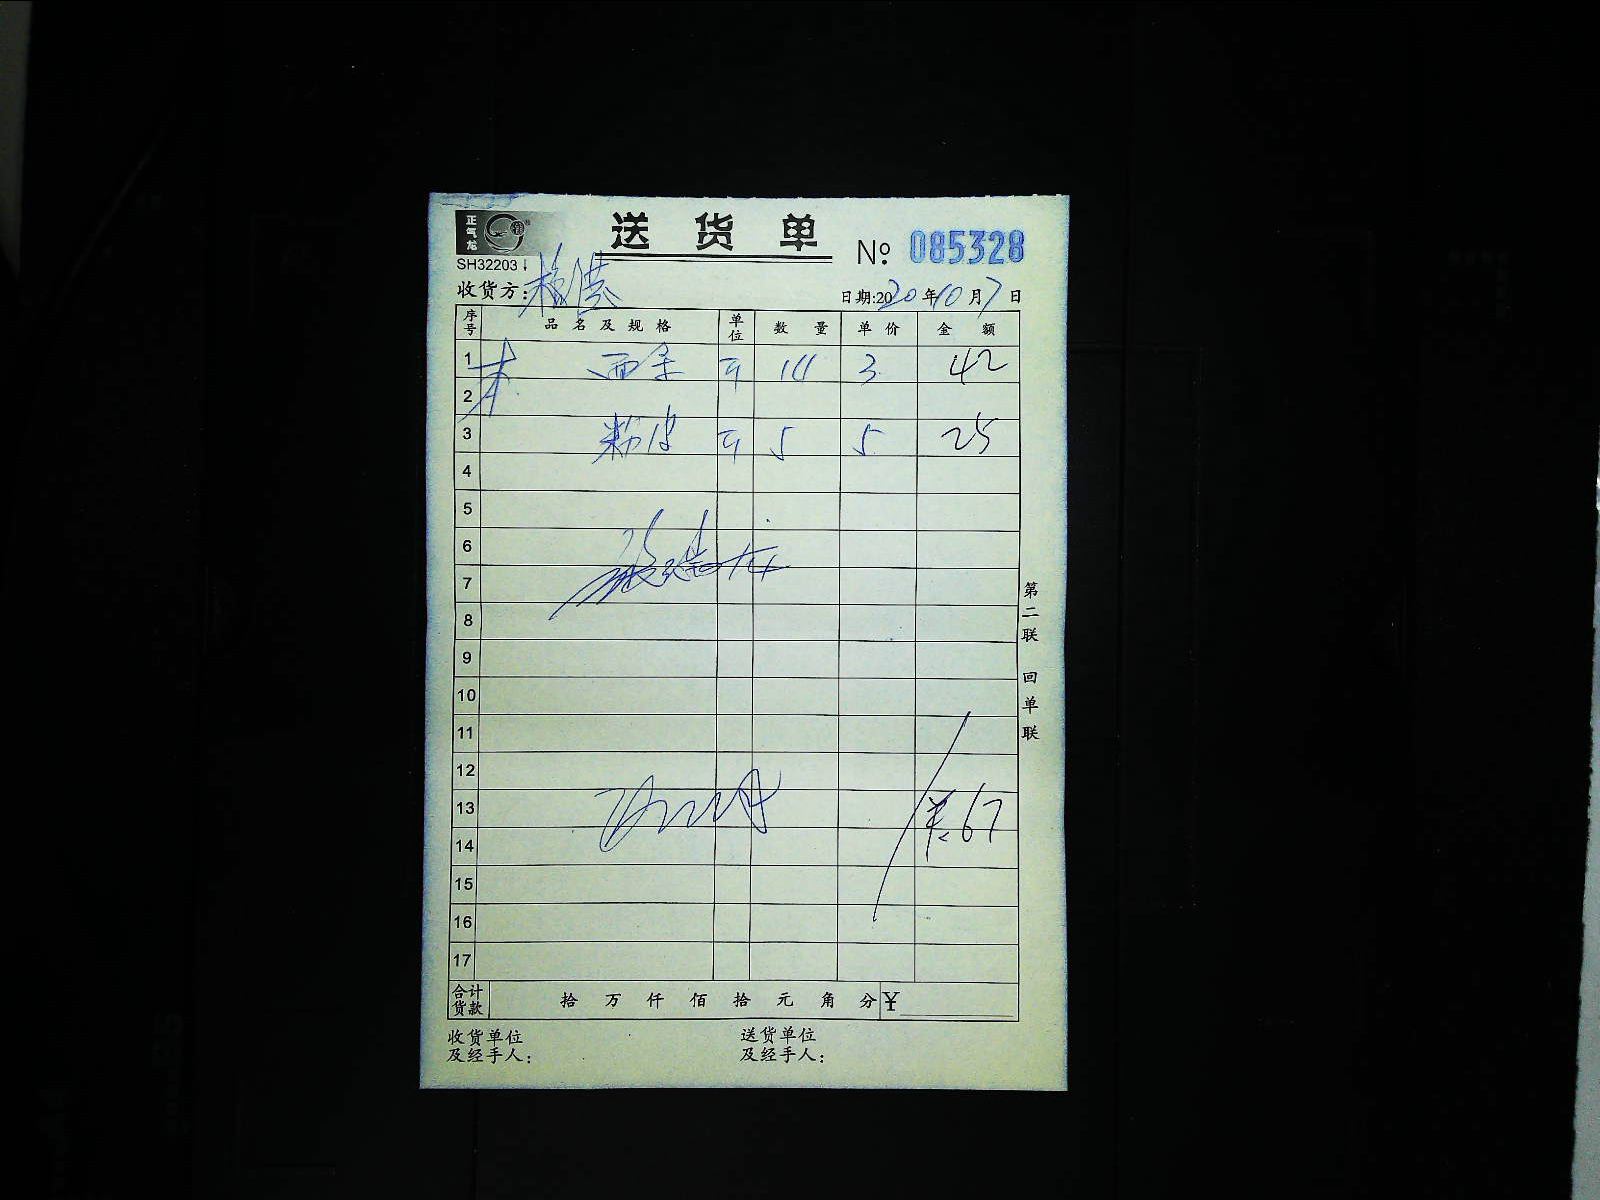 正气龙
送货单
№ 085328
SH32203
收货方:
日期:2020年10月7日
序号 品名及规格 单位 数量 单价 金额
1 面条 斤 14 3 42
2
3 粉皮 斤 5 5 25
4
5
6
7
8
9
10
11
12
13 ¥:67
14
15
16
17
合计货款 拾万仟佰拾元角分 ¥
收货单位及经手人: 送货单位及经手人:
第二联 回单联